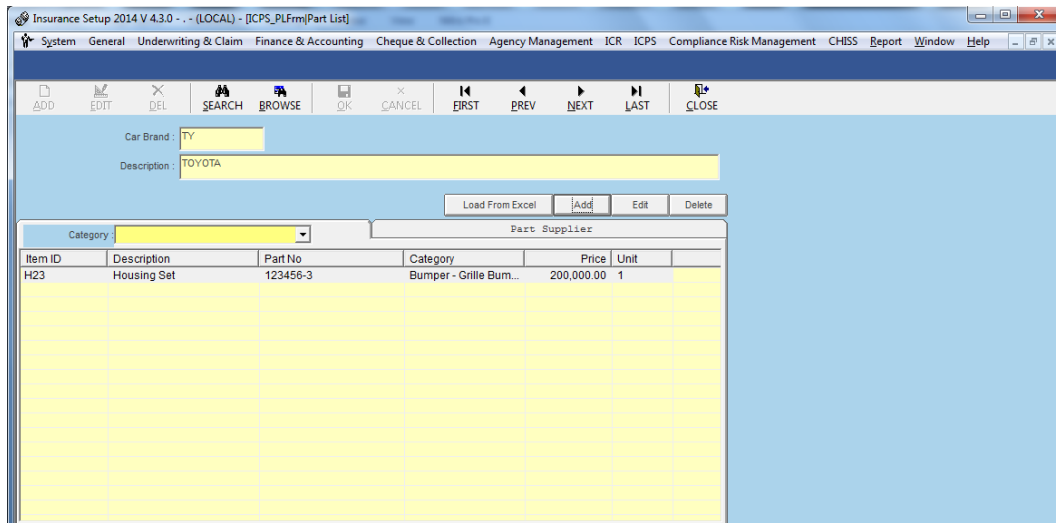 Insurance Setup 2014 V 4.3.0 - . - (LOCAL) - [ICPS_PLFrm|Part List]
System General Underwriting & Claim Finance & Accounting Cheque & Collection Agency Management ICR ICPS Compliance Risk Management CHISS Report Window Help
ADD EDIT DEL SEARCH BROWSE OK CANCEL FIRST PREV NEXT LAST CLOSE
Car Brand : TY
Description : TOYOTA
Load From Excel Add Edit Delete
Category : Part Supplier
Item ID Description Part No Category Price Unit
H23 Housing Set 123456-3 Bumper - Grille Bum... 200,000.00 1